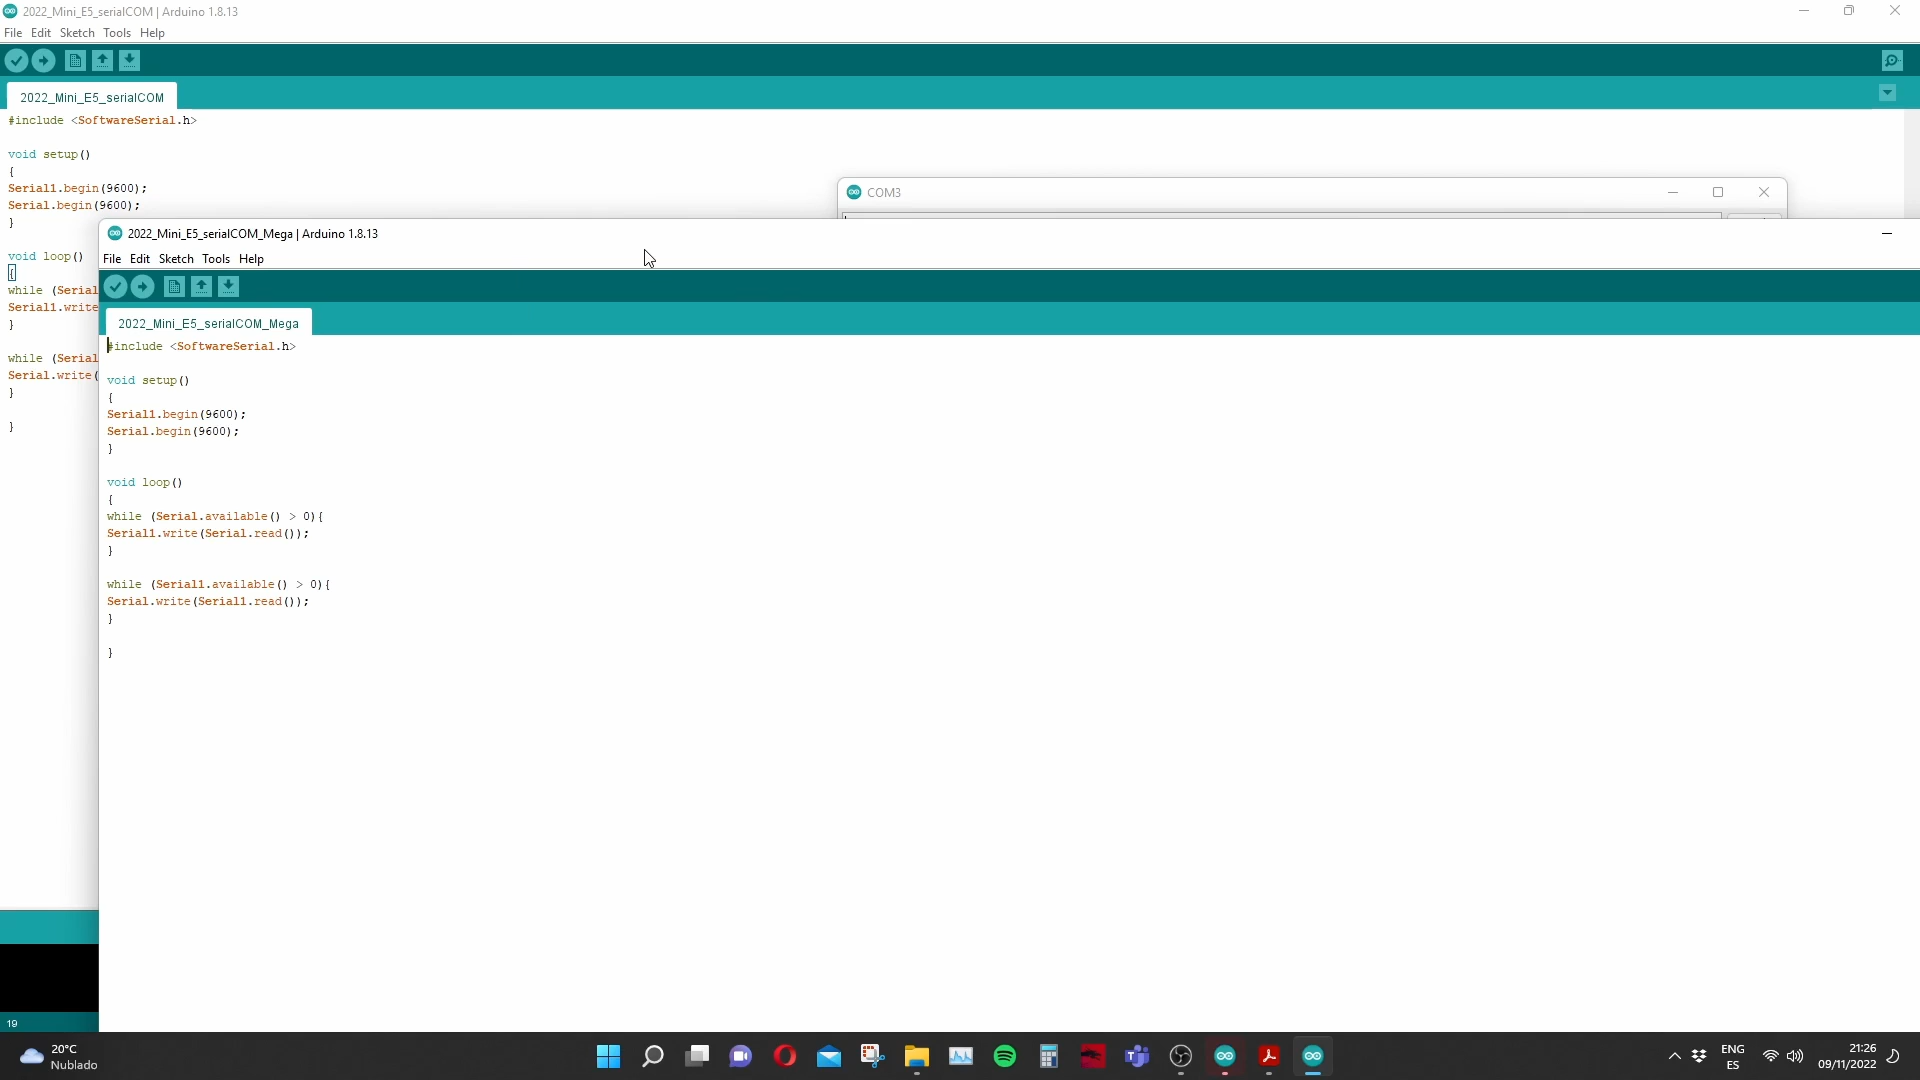 2022_Mini_E5_serialCOM | Arduino 1.8.13
File Edit Sketch Tools Help
2022_Mini_E5_serialCOM
#include <SoftwareSerial.h>
void setup()
{
Serial1.begin(9600);
Serial.begin(9600);
}
void loop()
{
while (Serial
Serial1.write
}
while (Serial
Serial.write(
}
}
19
COM3
2022_Mini_E5_serialCOM_Mega | Arduino 1.8.13
File Edit Sketch Tools Help
2022_Mini_E5_serialCOM_Mega
#include <SoftwareSerial.h>
void setup()
{
Serial1.begin(9600);
Serial.begin(9600);
}
void loop()
{
while (Serial.available() > 0){
Serial1.write(Serial.read());
}
while (Serial1.available() > 0){
Serial.write(Serial1.read());
}
}
20°C
Nublado
ENG
ES
21:26
09/11/2022